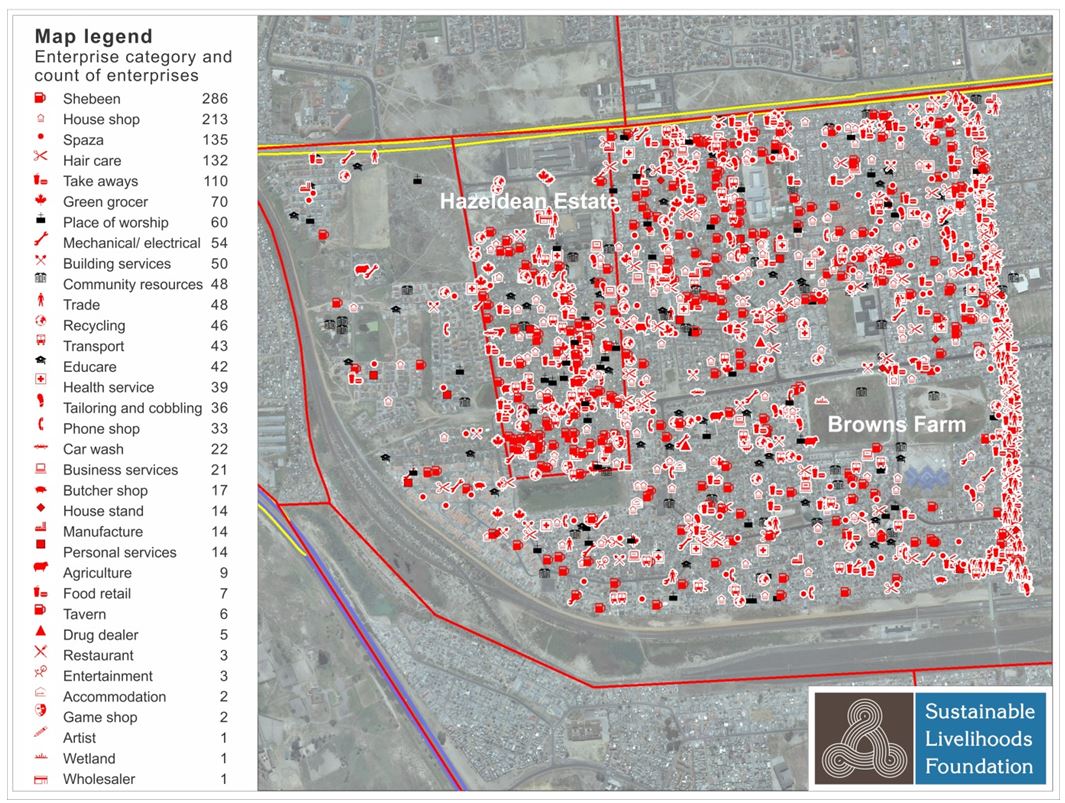 Map legend
Enterprise category and
count of enterprises
Shebeen 286
House shop 213
Spaza 135
Hair care 132
Take aways 110
Green grocer 70
Place of worship 60
Mechanical/ electrical 54
Building services 50
Community resources 48
Trade 48
Recycling 46
Transport 43
Educare 42
Health service 39
Tailoring and cobbling 36
Phone shop 33
Car wash 22
Business services 21
Butcher shop 17
House stand 14
Manufacture 14
Personal services 14
Agriculture 9
Food retail 7
Tavern 6
Drug dealer 5
Restaurant 3
Entertainment 3
Accommodation 2
Game shop 2
Artist 1
Wetland 1
Wholesaler 1
Hazeldean Estate
Browns Farm
Sustainable
Livelihoods
Foundation